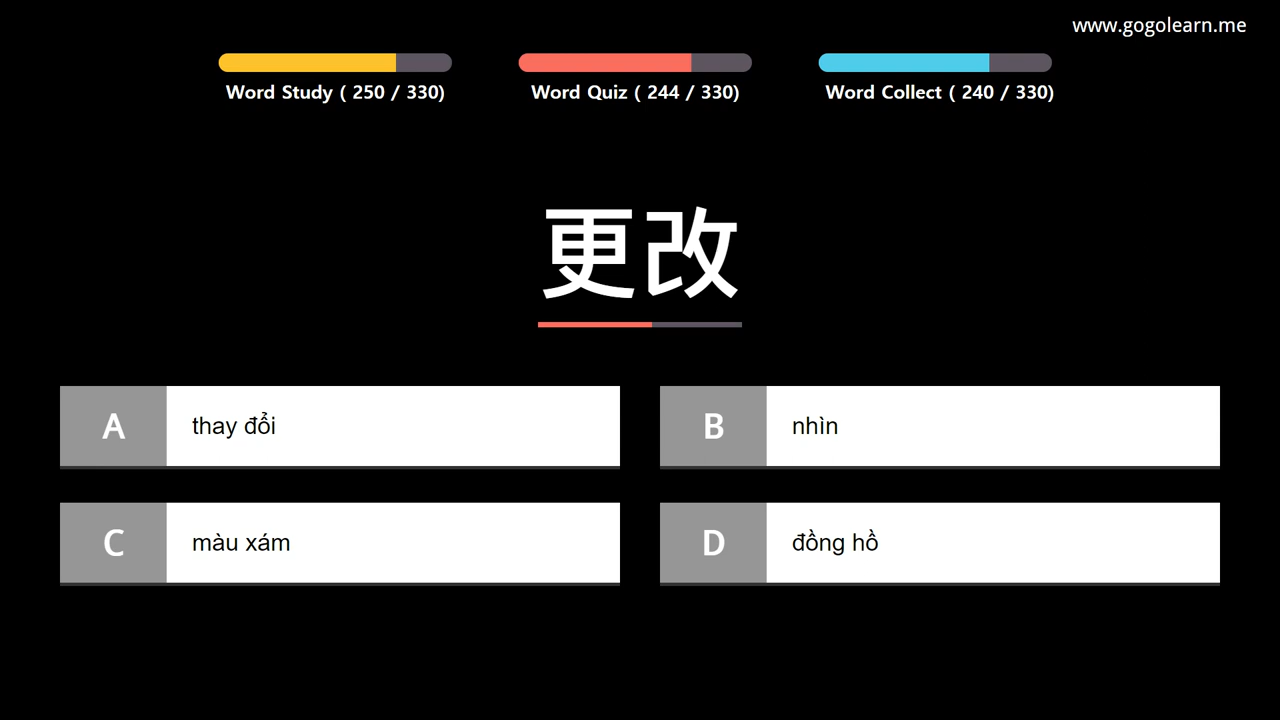 www.gogolearn.me
Word Study ( 250 / 330)
Word Quiz ( 244 / 330)
Word Collect ( 240 / 330)
更改
A
thay đổi
B
nhìn
C
màu xám
D
đồng hồ